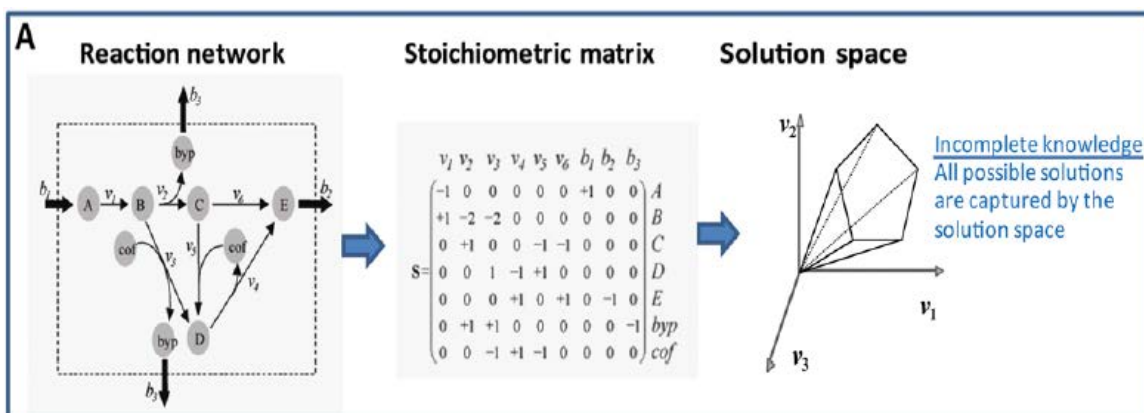 A
Reaction network
b3
byp
b1
A
v1
B
v2
C
v6
E
b2
cof
v3
v5
cof
v4
byp
D
b3
Stoichiometric matrix
v1 v2 v3 v4 v5 v6 b1 b2 b3
-1 0 0 0 0 0 +1 0 0 A
+1 -2 -2 0 0 0 0 0 0 B
0 +1 0 0 -1 -1 0 0 0 C
S= 0 0 1 -1 +1 0 0 0 0 D
0 0 0 +1 0 +1 0 -1 0 E
0 +1 +1 0 0 0 0 0 -1 byp
0 0 -1 +1 -1 0 0 0 0 cof
Solution space
v2
v1
v3
Incomplete knowledge
All possible solutions
are captured by the
solution space